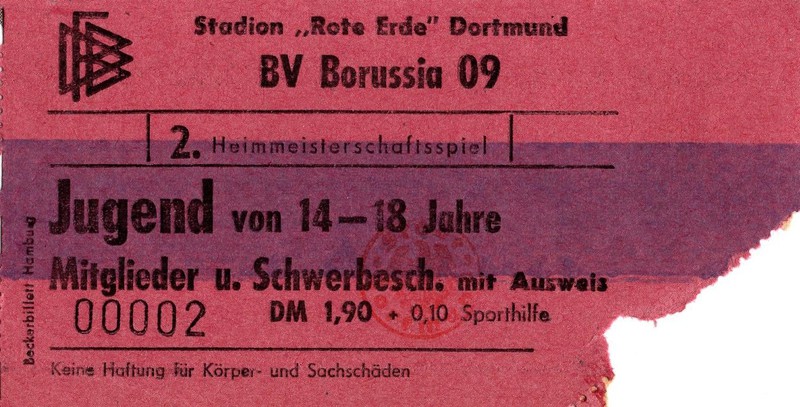 Stadion „Rote Erde" Dortmund
BV Borussia 09
2. Heimmeisterschaftsspiel
Jugend von 14—18 Jahre
Mitglieder u. Schwerbesch. mit Ausweis
00002 DM 1,90 + 0,10 Sporthilfe
Keine Haftung für Körper- und Sachschäden
Beckerbillett Hamburg
DFB